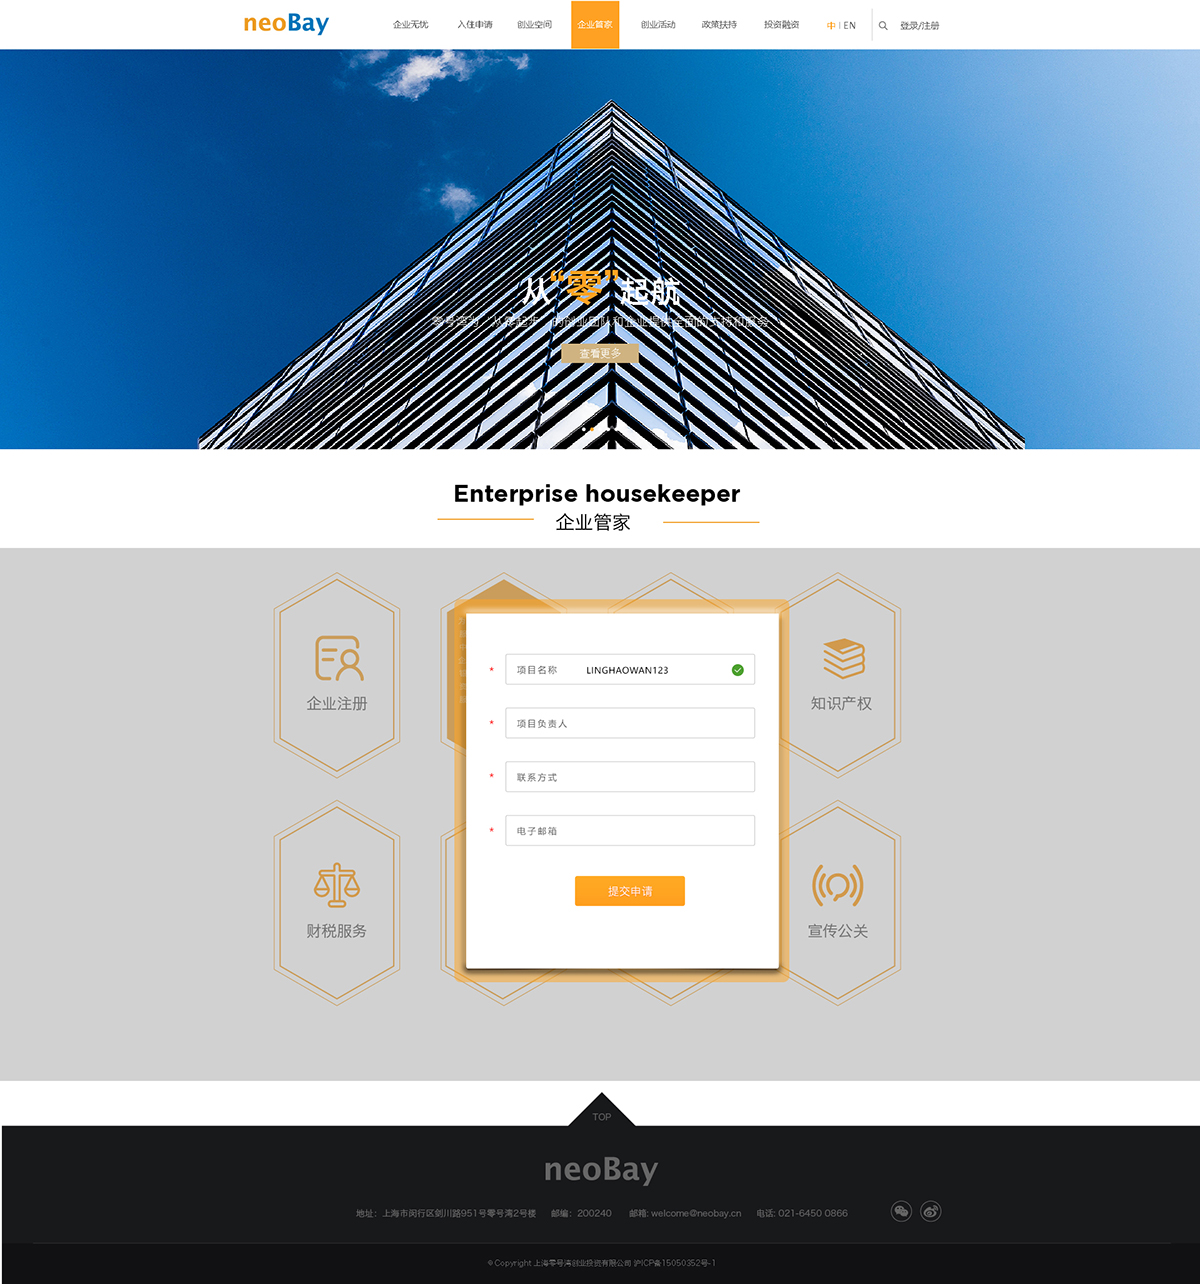 neoBay
企业无忧 入住申请 创业空间 企业管家 创业活动 政策扶持 投资融资 中 | EN 登录/注册
从“零”起航
零号湾为“从零起步”的创业团队和企业提供全面的支持和服务
查看更多
Enterprise housekeeper
企业管家
企业注册
知识产权
* 项目名称 LINGHAOWAN123
* 项目负责人
* 联系方式
* 电子邮箱
提交申请
财税服务
宣传公关
TOP
neoBay
地址：上海市闵行区剑川路951号零号湾2号楼 邮编：200240 邮箱: welcome@neobay.cn 电话: 021-6450 0866
© Copyright 上海零号湾创业投资有限公司 沪ICP备15050352号-1